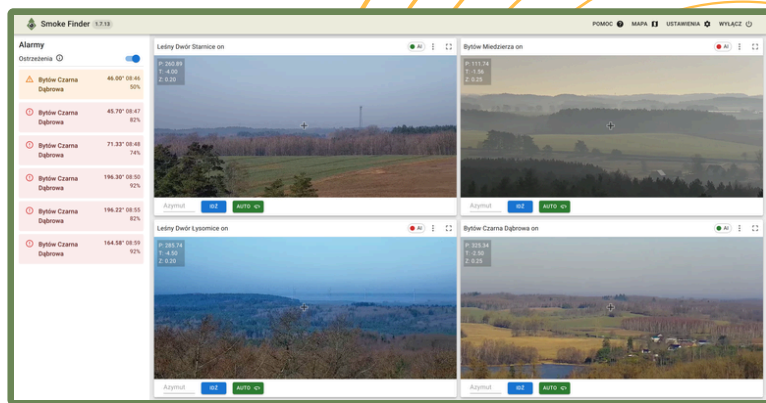 Smoke Finder 1.7.13
POMOC MAPA USTAWIENIA WYŁĄCZ
Alarmy
Ostrzeżenia
Bytów Czarna
Dąbrowa
46.00° 08:46
50%
Bytów Czarna
Dąbrowa
45.70° 08:47
82%
Bytów Czarna
Dąbrowa
71.33° 08:48
74%
Bytów Czarna
Dąbrowa
196.30° 08:50
92%
Bytów Czarna
Dąbrowa
196.22° 08:55
82%
Bytów Czarna
Dąbrowa
164.58° 08:59
92%
Leśny Dwór Starnice on
AI
P: 260.89
T: -4.00
Z: 0.20
Azymut IDŹ AUTO
Bytów Miedzierza on
AI
P: 111.74
T: -1.56
Z: 0.25
Azymut IDŹ AUTO
Leśny Dwór Łysomice on
AI
P: 285.74
T: -4.50
Z: 0.20
Azymut IDŹ AUTO
Bytów Czarna Dąbrowa on
AI
P: 325.34
T: -2.50
Z: 0.25
Azymut IDŹ AUTO